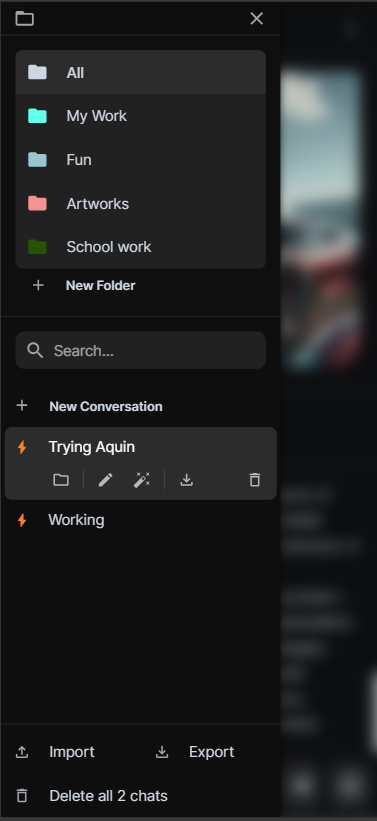 All
My Work
Fun
Artworks
School work
New Folder
Search...
New Conversation
Trying Aquin
Working
Import Export
Delete all 2 chats